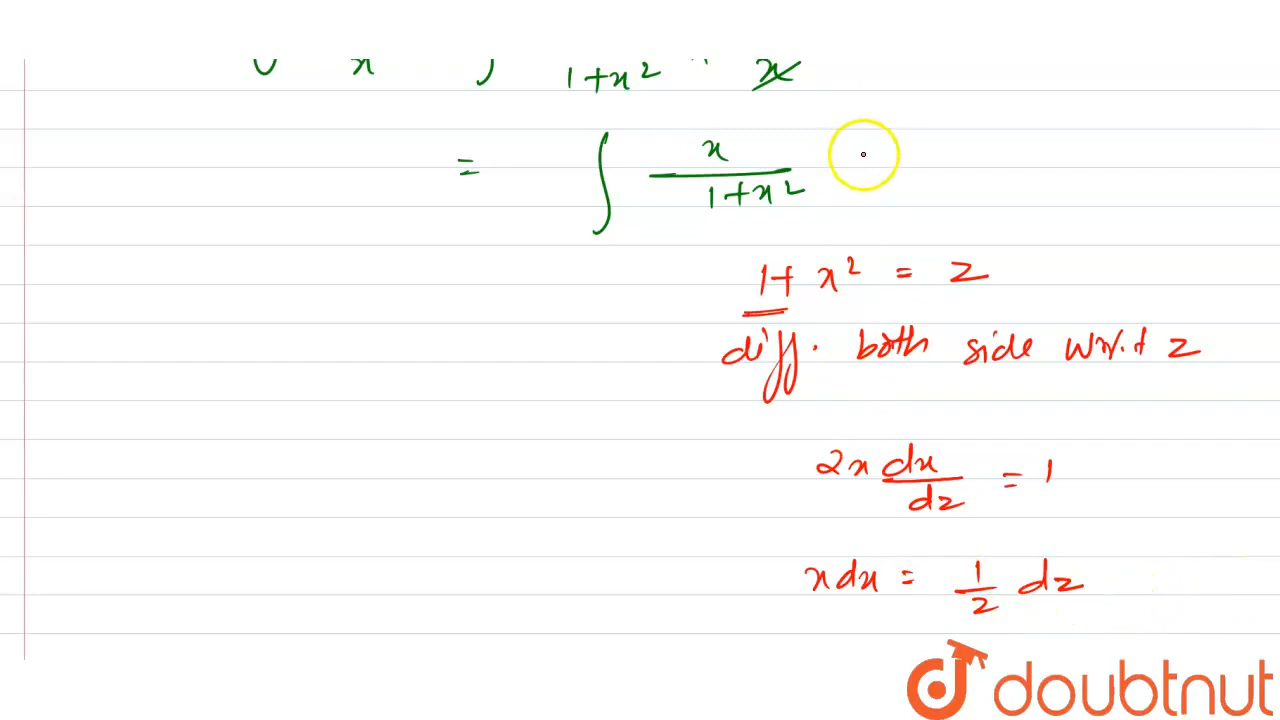 x 1+x² x
= ∫ x/(1+x²)
1+ x² = z
diff. both side w.r.t z
2x dx/dz = 1
xdx = 1/2 dz
doubtnut